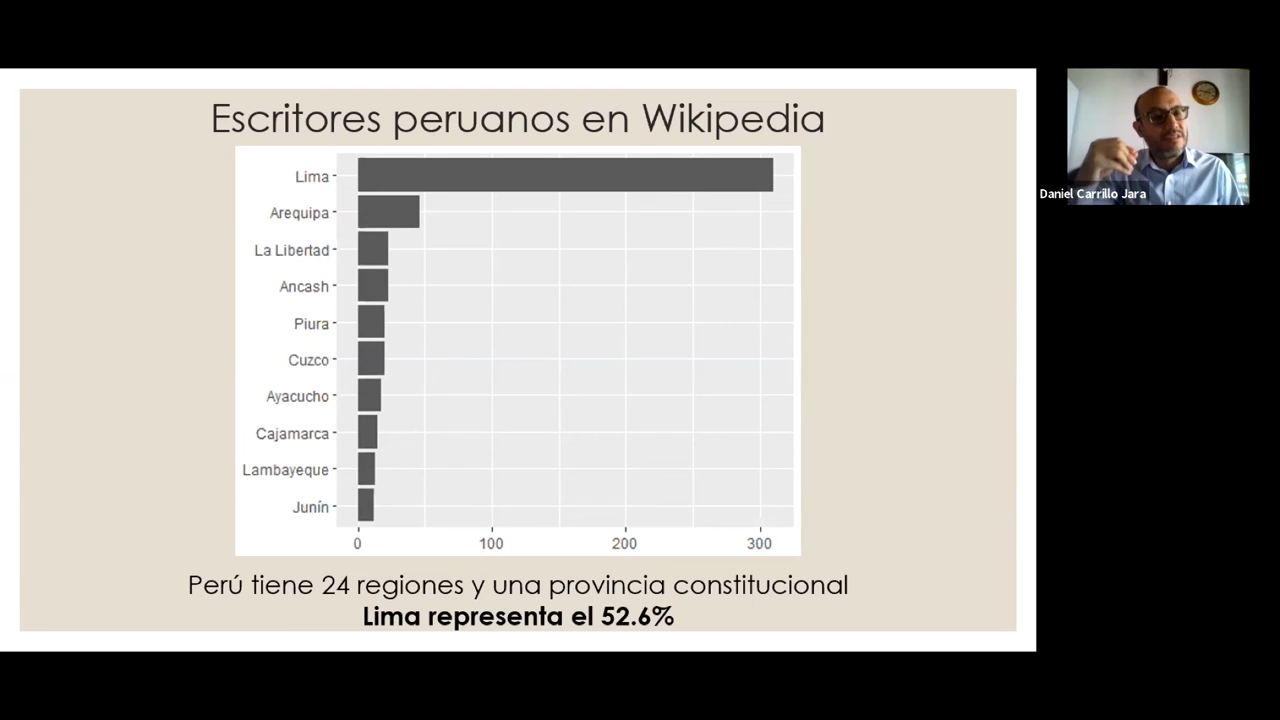 Escritores peruanos en Wikipedia
Lima
Arequipa
La Libertad
Ancash
Piura
Cuzco
Ayacucho
Cajamarca
Lambayeque
Junín
0 100 200 300
Perú tiene 24 regiones y una provincia constitucional
Lima representa el 52.6%
Daniel Carrillo Jara